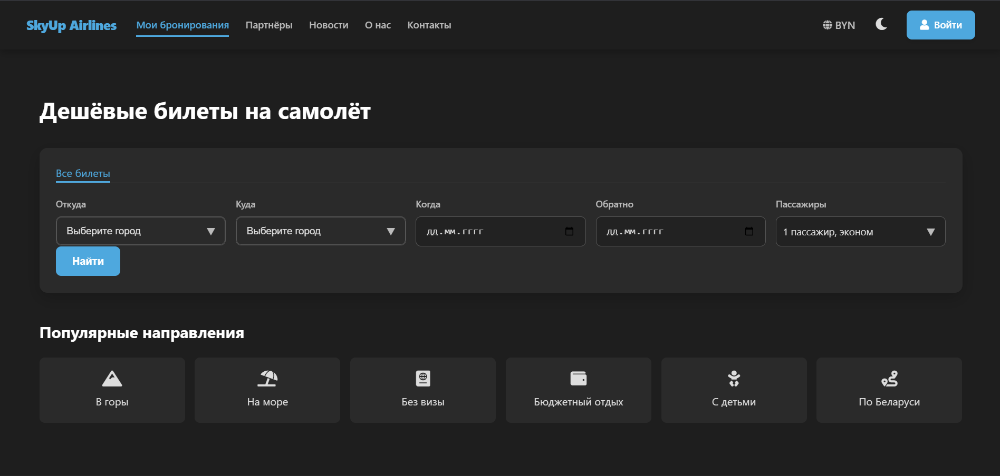 SkyUp Airlines Мои бронирования Партнёры Новости О нас Контакты BYN Войти
Дешёвые билеты на самолёт
Все билеты
Откуда Куда Когда Обратно Пассажиры
Выберите город Выберите город дд.мм.гггг дд.мм.гггг 1 пассажир, эконом
Найти
Популярные направления
В горы На море Без визы Бюджетный отдых С детьми По Беларуси